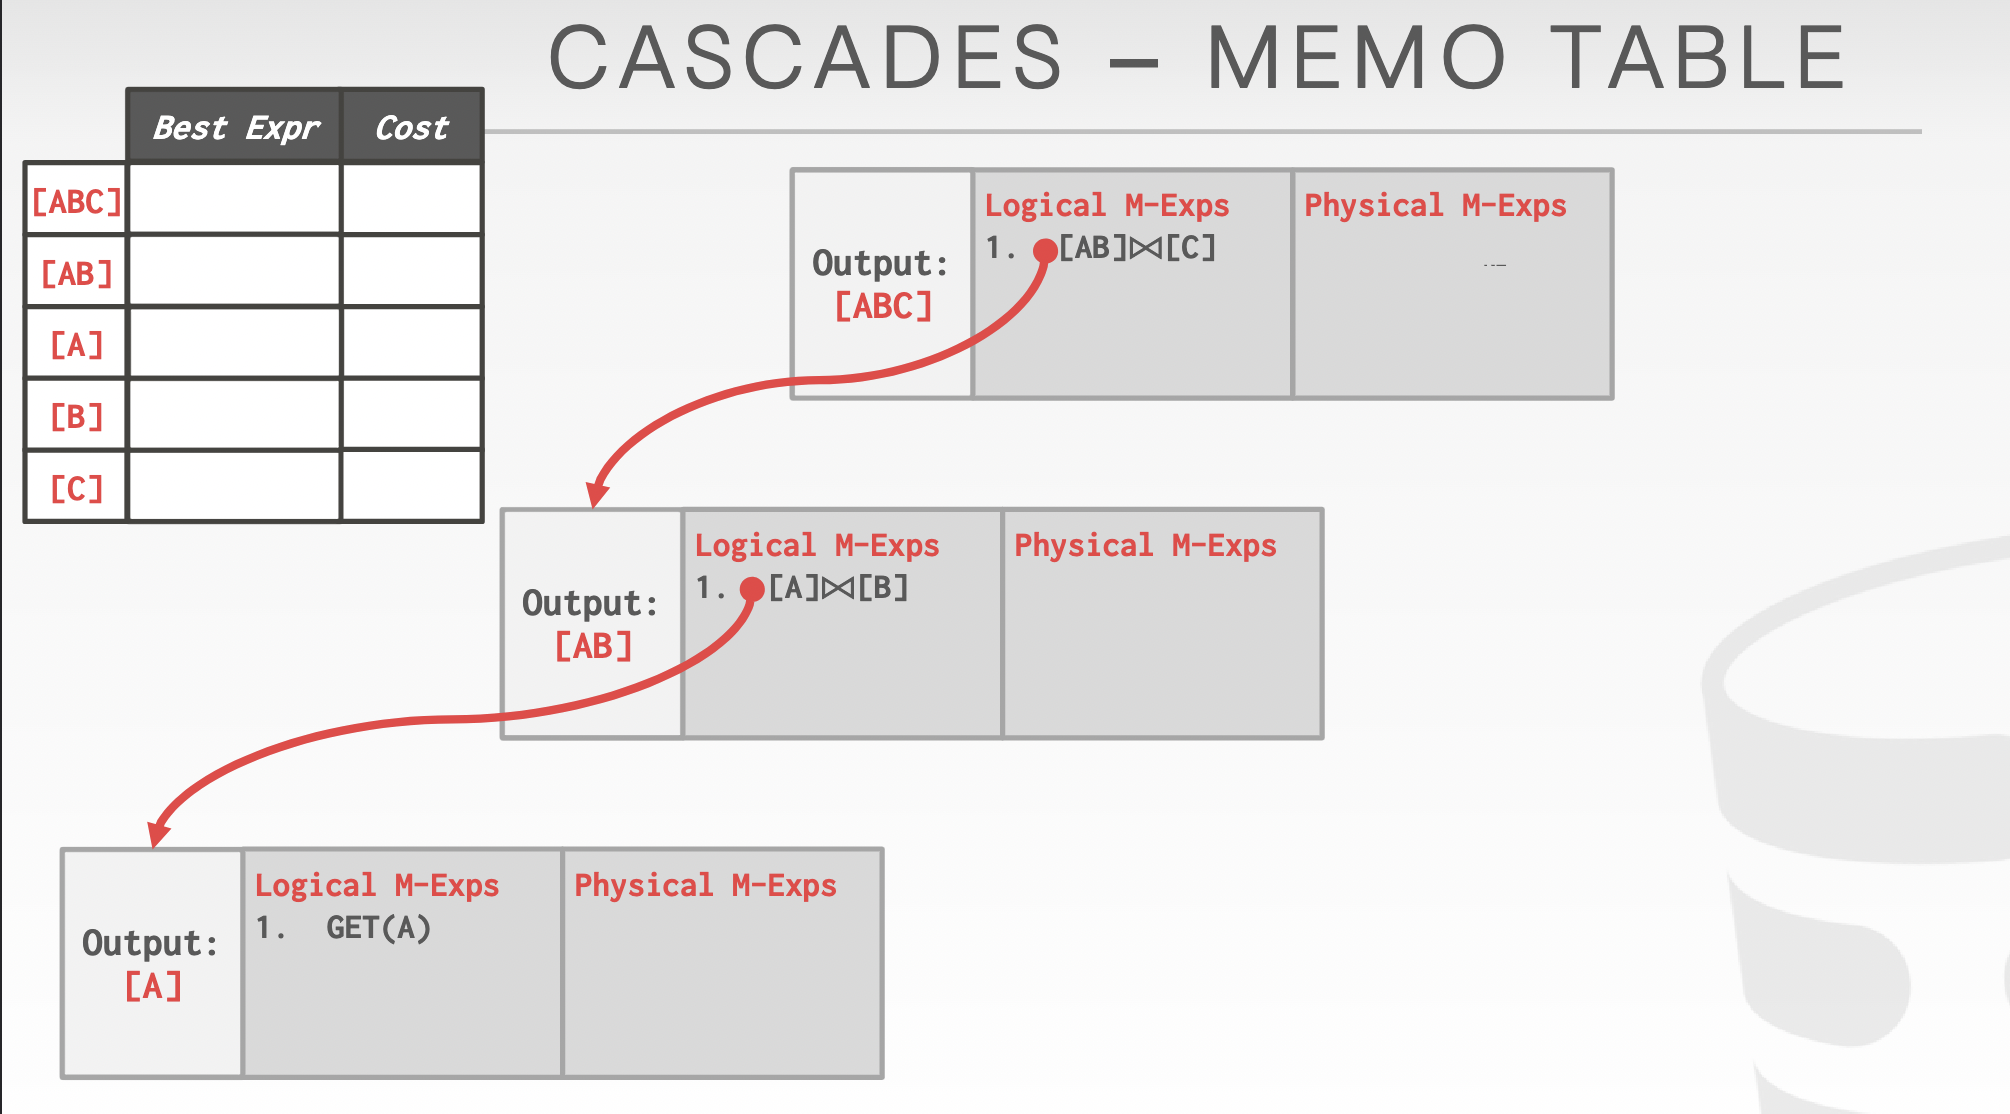 CASCADES – MEMO TABLE
Best Expr Cost
[ABC]
[AB]
[A]
[B]
[C]
Output:
[ABC]
Logical M-Exps
1. [AB]⋈[C]
Physical M-Exps
Output:
[AB]
Logical M-Exps
1. [A]⋈[B]
Physical M-Exps
Output:
[A]
Logical M-Exps
1. GET(A)
Physical M-Exps